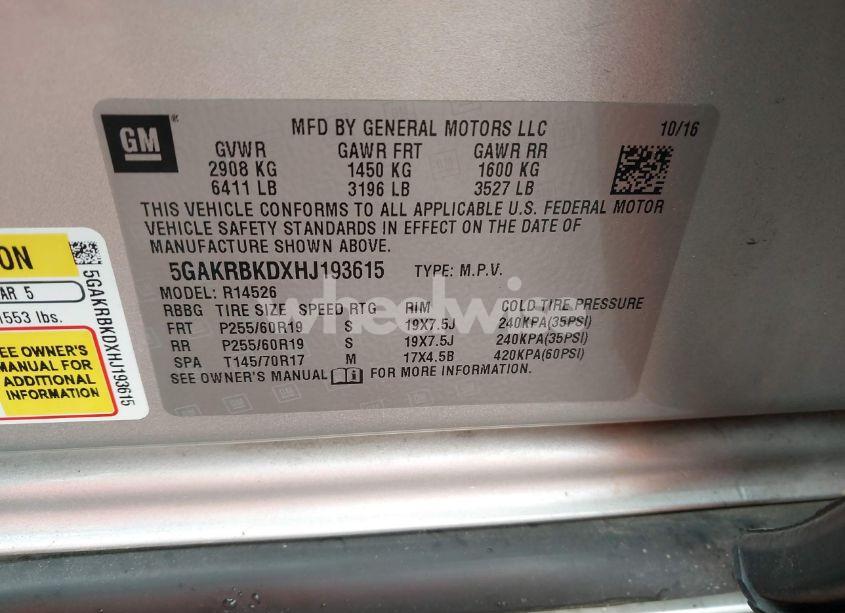 GM
MFD BY GENERAL MOTORS LLC 10/16
GVWR GAWR FRT GAWR RR
2908 KG 1450 KG 1600 KG
6411 LB 3196 LB 3527 LB
THIS VEHICLE CONFORMS TO ALL APPLICABLE U.S. FEDERAL MOTOR
VEHICLE SAFETY STANDARDS IN EFFECT ON THE DATE OF
MANUFACTURE SHOWN ABOVE.
5GAKRBKDXHJ193615 TYPE: M.P.V.
MODEL: R14526
RBBG TIRE SIZE SPEED RTG RIM COLD TIRE PRESSURE
FRT P255/60R19 S 19X7.5J 240KPA(35PSI)
RR P255/60R19 S 19X7.5J 240KPA(35PSI)
SPA T145/70R17 M 17X4.5B 420KPA(60PSI)
SEE OWNER'S MANUAL FOR MORE INFORMATION.
ON
AR 5
1553 lbs.
SEE OWNER'S
MANUAL FOR
ADDITIONAL
INFORMATION
5GAKRBKDXHJ193615